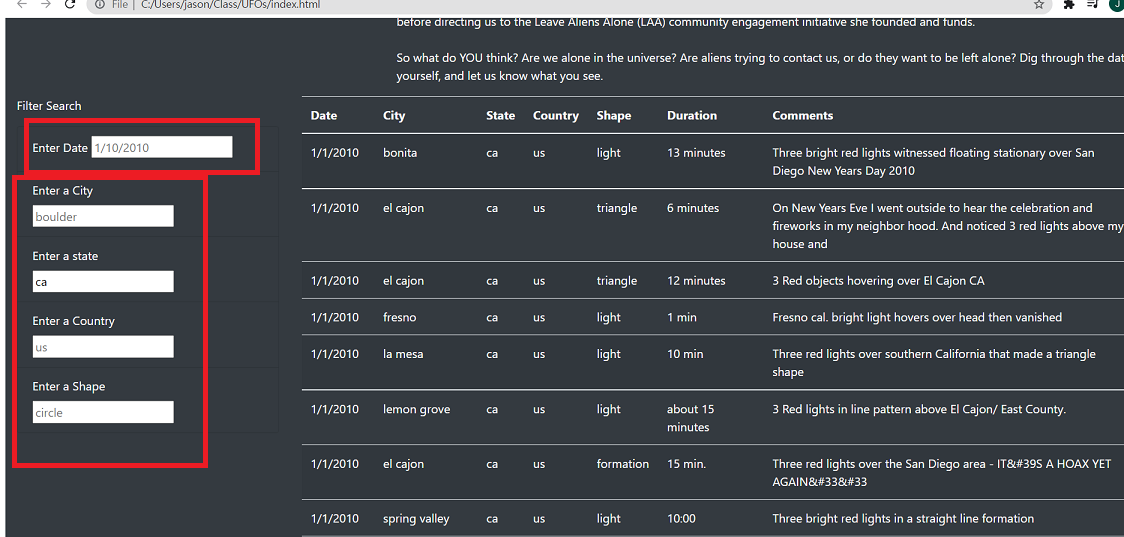 File | C:/Users/jason/Class/UFOs/index.html
J
before directing us to the Leave Aliens Alone (LAA) community engagement initiative she founded and funds.
So what do YOU think? Are we alone in the universe? Are aliens trying to contact us, or do they want to be left alone? Dig through the dat
yourself, and let us know what you see.
Filter Search
Enter Date 1/10/2010
Enter a City
boulder
Enter a state
ca
Enter a Country
us
Enter a Shape
circle
Date City State Country Shape Duration Comments
1/1/2010 bonita ca us light 13 minutes Three bright red lights witnessed floating stationary over San
Diego New Years Day 2010
1/1/2010 el cajon ca us triangle 6 minutes On New Years Eve I went outside to hear the celebration and
fireworks in my neighbor hood. And noticed 3 red lights above my
house and
1/1/2010 el cajon ca us triangle 12 minutes 3 Red objects hovering over El Cajon CA
1/1/2010 fresno ca us light 1 min Fresno cal. bright light hovers over head then vanished
1/1/2010 la mesa ca us light 10 min Three red lights over southern California that made a triangle
shape
1/1/2010 lemon grove ca us light about 15 3 Red lights in line pattern above El Cajon/ East County.
minutes
1/1/2010 el cajon ca us formation 15 min. Three red lights over the San Diego area - IT&#39S A HOAX YET
AGAIN&#33&#33
1/1/2010 spring valley ca us light 10:00 Three bright red lights in a straight line formation